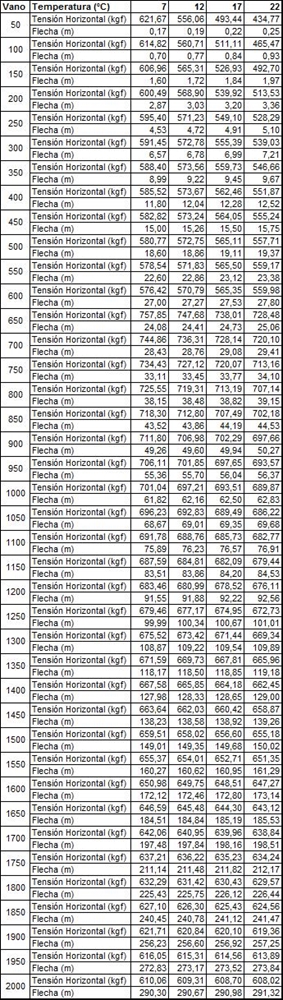 Vano Temperatura (ºC) 7 12 17 22
50 Tensión Horizontal (kgf) 621,67 556,06 493,44 434,77
Flecha (m) 0,17 0,19 0,22 0,25
100 Tensión Horizontal (kgf) 614,82 560,71 511,11 465,47
Flecha (m) 0,70 0,77 0,84 0,93
150 Tensión Horizontal (kgf) 606,96 565,31 526,93 492,70
Flecha (m) 1,60 1,72 1,84 1,97
200 Tensión Horizontal (kgf) 600,49 568,90 539,92 513,53
Flecha (m) 2,87 3,03 3,20 3,36
250 Tensión Horizontal (kgf) 595,40 571,23 549,10 528,29
Flecha (m) 4,53 4,72 4,91 5,10
300 Tensión Horizontal (kgf) 591,45 572,78 555,39 539,03
Flecha (m) 6,57 6,78 6,99 7,21
350 Tensión Horizontal (kgf) 588,40 573,56 559,73 546,66
Flecha (m) 8,99 9,22 9,45 9,67
400 Tensión Horizontal (kgf) 585,52 573,67 562,46 551,87
Flecha (m) 11,80 12,04 12,28 12,52
450 Tensión Horizontal (kgf) 582,82 573,24 564,05 555,24
Flecha (m) 15,00 15,26 15,50 15,75
500 Tensión Horizontal (kgf) 580,77 572,75 565,11 557,71
Flecha (m) 18,60 18,86 19,11 19,37
550 Tensión Horizontal (kgf) 578,54 571,83 565,50 559,17
Flecha (m) 22,60 22,86 23,12 23,38
600 Tensión Horizontal (kgf) 576,42 570,79 565,35 559,98
Flecha (m) 27,00 27,27 27,53 27,80
650 Tensión Horizontal (kgf) 757,85 747,68 738,01 728,48
Flecha (m) 24,08 24,41 24,73 25,06
700 Tensión Horizontal (kgf) 744,86 736,31 728,14 720,10
Flecha (m) 28,43 28,76 29,08 29,41
750 Tensión Horizontal (kgf) 734,43 727,12 720,07 713,16
Flecha (m) 33,11 33,45 33,77 34,10
800 Tensión Horizontal (kgf) 725,55 719,31 713,19 707,14
Flecha (m) 38,15 38,48 38,82 39,15
850 Tensión Horizontal (kgf) 718,30 712,80 707,49 702,18
Flecha (m) 43,52 43,86 44,19 44,53
900 Tensión Horizontal (kgf) 711,80 706,98 702,29 697,66
Flecha (m) 49,26 49,60 49,94 50,27
950 Tensión Horizontal (kgf) 706,11 701,85 697,65 693,57
Flecha (m) 55,36 55,70 56,04 56,37
1000 Tensión Horizontal (kgf) 701,04 697,21 693,51 689,87
Flecha (m) 61,82 62,16 62,50 62,83
1050 Tensión Horizontal (kgf) 696,23 692,83 689,49 686,22
Flecha (m) 68,67 69,01 69,35 69,68
1100 Tensión Horizontal (kgf) 691,78 688,76 685,73 682,77
Flecha (m) 75,89 76,23 76,57 76,91
1150 Tensión Horizontal (kgf) 687,59 684,81 682,09 679,44
Flecha (m) 83,51 83,86 84,20 84,53
1200 Tensión Horizontal (kgf) 683,46 680,99 678,52 676,11
Flecha (m) 91,55 91,88 92,22 92,56
1250 Tensión Horizontal (kgf) 679,46 677,17 674,95 672,73
Flecha (m) 99,99 100,34 100,67 101,01
1300 Tensión Horizontal (kgf) 675,52 673,42 671,44 669,34
Flecha (m) 108,87 109,22 109,54 109,89
1350 Tensión Horizontal (kgf) 671,59 669,73 667,81 665,96
Flecha (m) 118,17 118,50 118,85 119,18
1400 Tensión Horizontal (kgf) 667,58 665,85 664,18 662,45
Flecha (m) 127,98 128,33 128,65 129,00
1450 Tensión Horizontal (kgf) 663,64 662,03 660,42 658,87
Flecha (m) 138,23 138,58 138,92 139,26
1500 Tensión Horizontal (kgf) 659,51 658,02 656,60 655,18
Flecha (m) 149,01 149,35 149,68 150,02
1550 Tensión Horizontal (kgf) 655,37 654,01 652,71 651,35
Flecha (m) 160,27 160,62 160,95 161,29
1600 Tensión Horizontal (kgf) 650,98 649,75 648,51 647,27
Flecha (m) 172,12 172,46 172,80 173,14
1650 Tensión Horizontal (kgf) 646,59 645,48 644,30 643,12
Flecha (m) 184,51 184,84 185,19 185,53
1700 Tensión Horizontal (kgf) 642,06 640,95 639,96 638,84
Flecha (m) 197,48 197,84 198,16 198,51
1750 Tensión Horizontal (kgf) 637,21 636,22 635,23 634,24
Flecha (m) 211,14 211,48 211,82 212,17
1800 Tensión Horizontal (kgf) 632,29 631,42 630,43 629,57
Flecha (m) 225,43 225,75 226,12 226,44
1850 Tensión Horizontal (kgf) 627,10 626,30 625,43 624,56
Flecha (m) 240,45 240,78 241,12 241,47
1900 Tensión Horizontal (kgf) 621,71 620,84 620,10 619,36
Flecha (m) 256,23 256,60 256,92 257,25
1950 Tensión Horizontal (kgf) 616,05 615,31 614,56 613,89
Flecha (m) 272,83 273,17 273,52 273,84
2000 Tensión Horizontal (kgf) 610,06 609,31 608,70 608,02
Flecha (m) 290,30 290,67 290,98 291,32